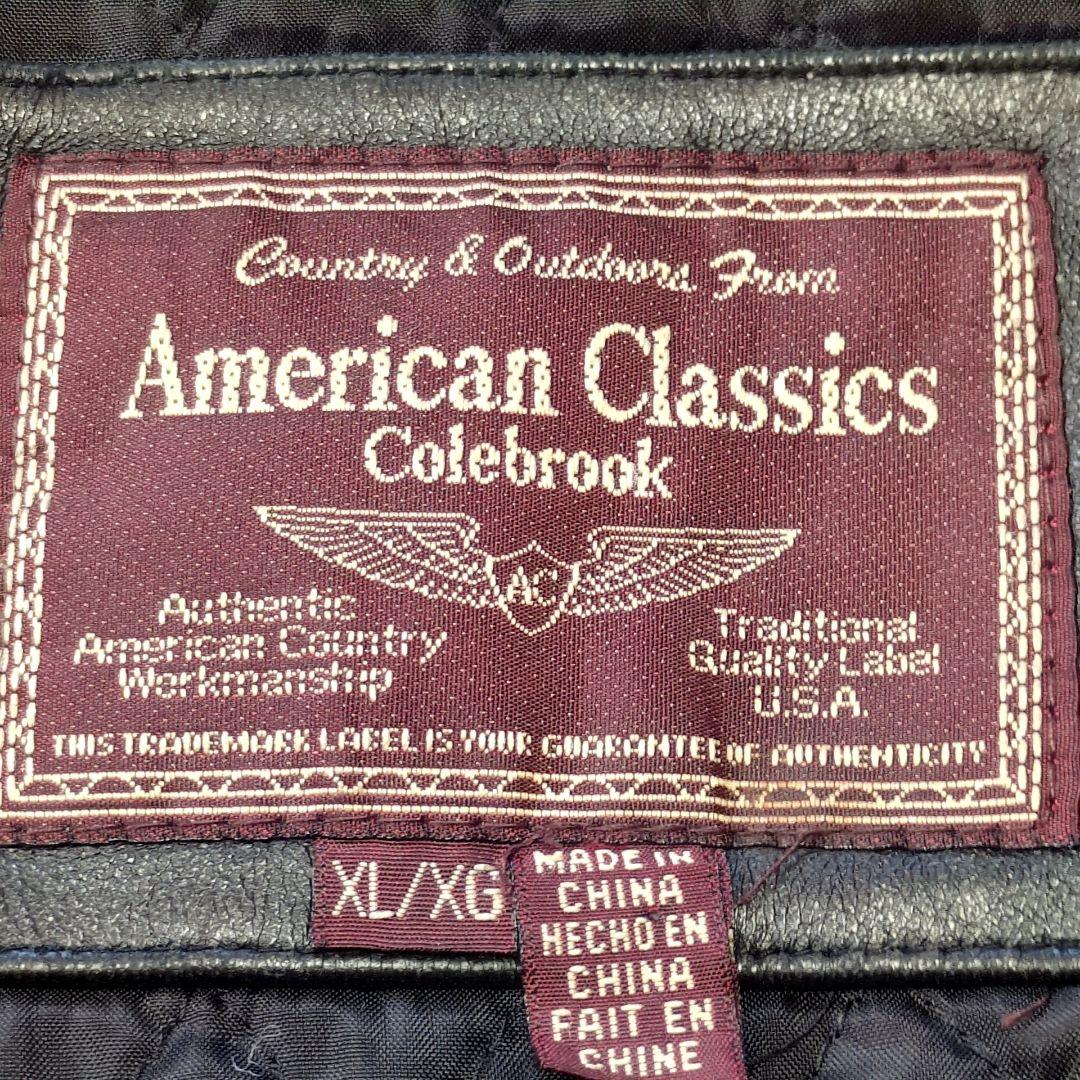 Country & Outdoors From
American Classics
Colebrook
AC
Authentic
American Country
Workmanship
Traditional
Quality Label
U.S.A.
THIS TRADEMARK LABEL IS YOUR GUARANTEE OF AUTHENTICITY
XL/XG
MADE IN
CHINA
HECHO EN
CHINA
FAIT EN
CHINE